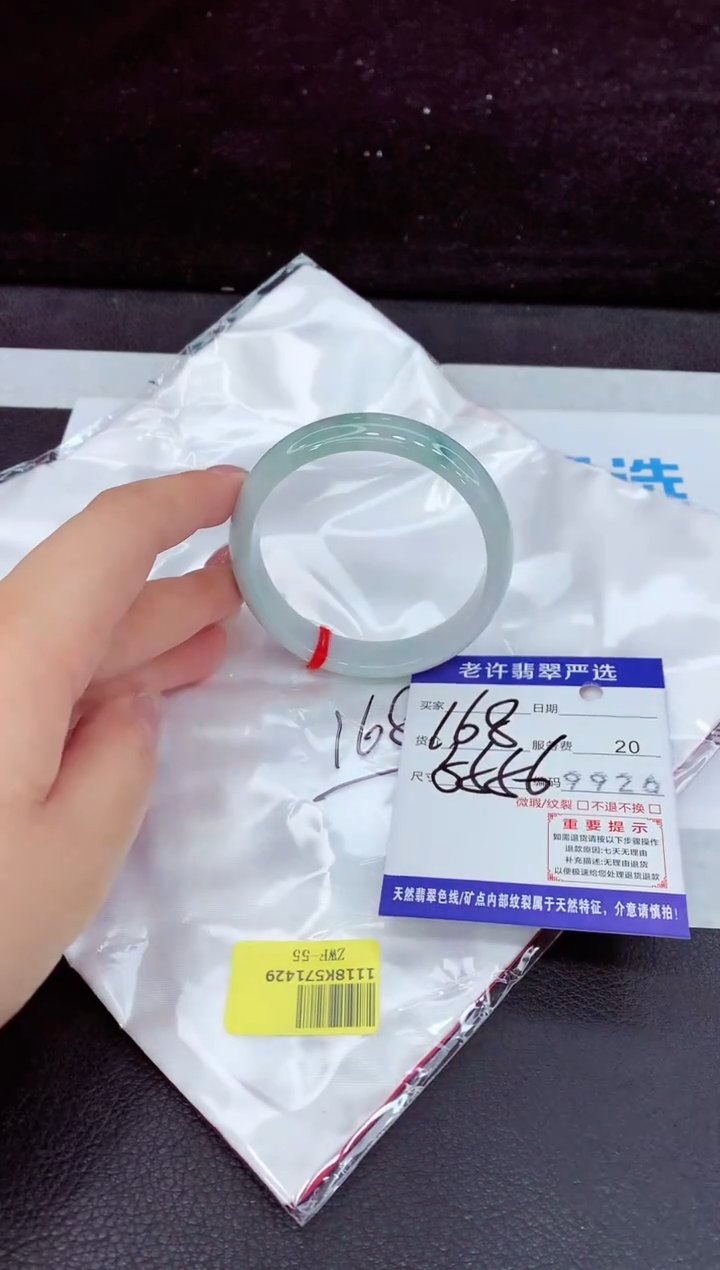 选
168
老许翡翠严选
买家 日期
168 服务费 20
尺寸 编码 9926
微瑕/纹裂 □ 不退不换 □
重要提示
如需退货请按以下步骤操作
退款原因:七天无理由
补充描述:无理由退货
以便极速给您处理退货退款
天然翡翠色线/矿点内部纹裂属于天然特征，介意请慎拍!
1118K571429
ZWF-55